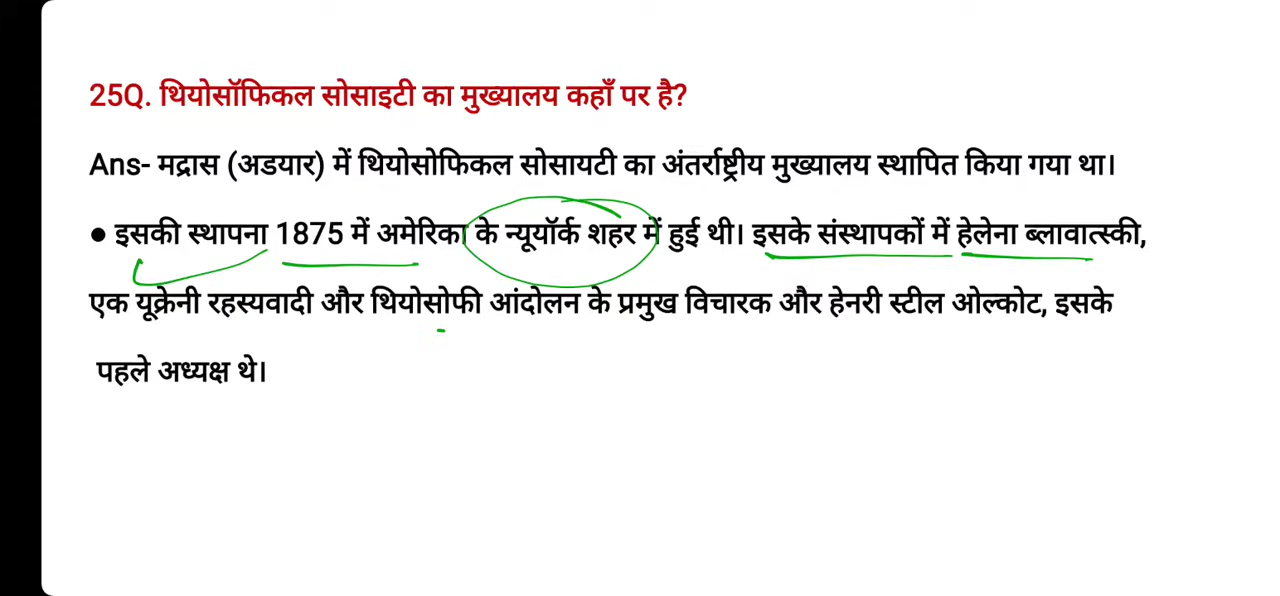 25Q. थियोसॉफिकल सोसाइटी का मुख्यालय कहाँ पर है?
Ans- मद्रास (अडयार) में थियोसोफिकल सोसायटी का अंतर्राष्ट्रीय मुख्यालय स्थापित किया गया था।
● इसकी स्थापना 1875 में अमेरिका के न्यूयॉर्क शहर में हुई थी। इसके संस्थापकों में हेलेना ब्लावात्स्की,
एक यूक्रेनी रहस्यवादी और थियोसोफी आंदोलन के प्रमुख विचारक और हेनरी स्टील ओल्कोट, इसके
पहले अध्यक्ष थे।